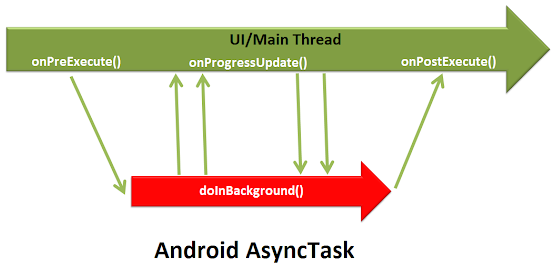 UI/Main Thread
onPreExecute()
onProgressUpdate()
onPostExecute()
doInBackground()
Android AsyncTask